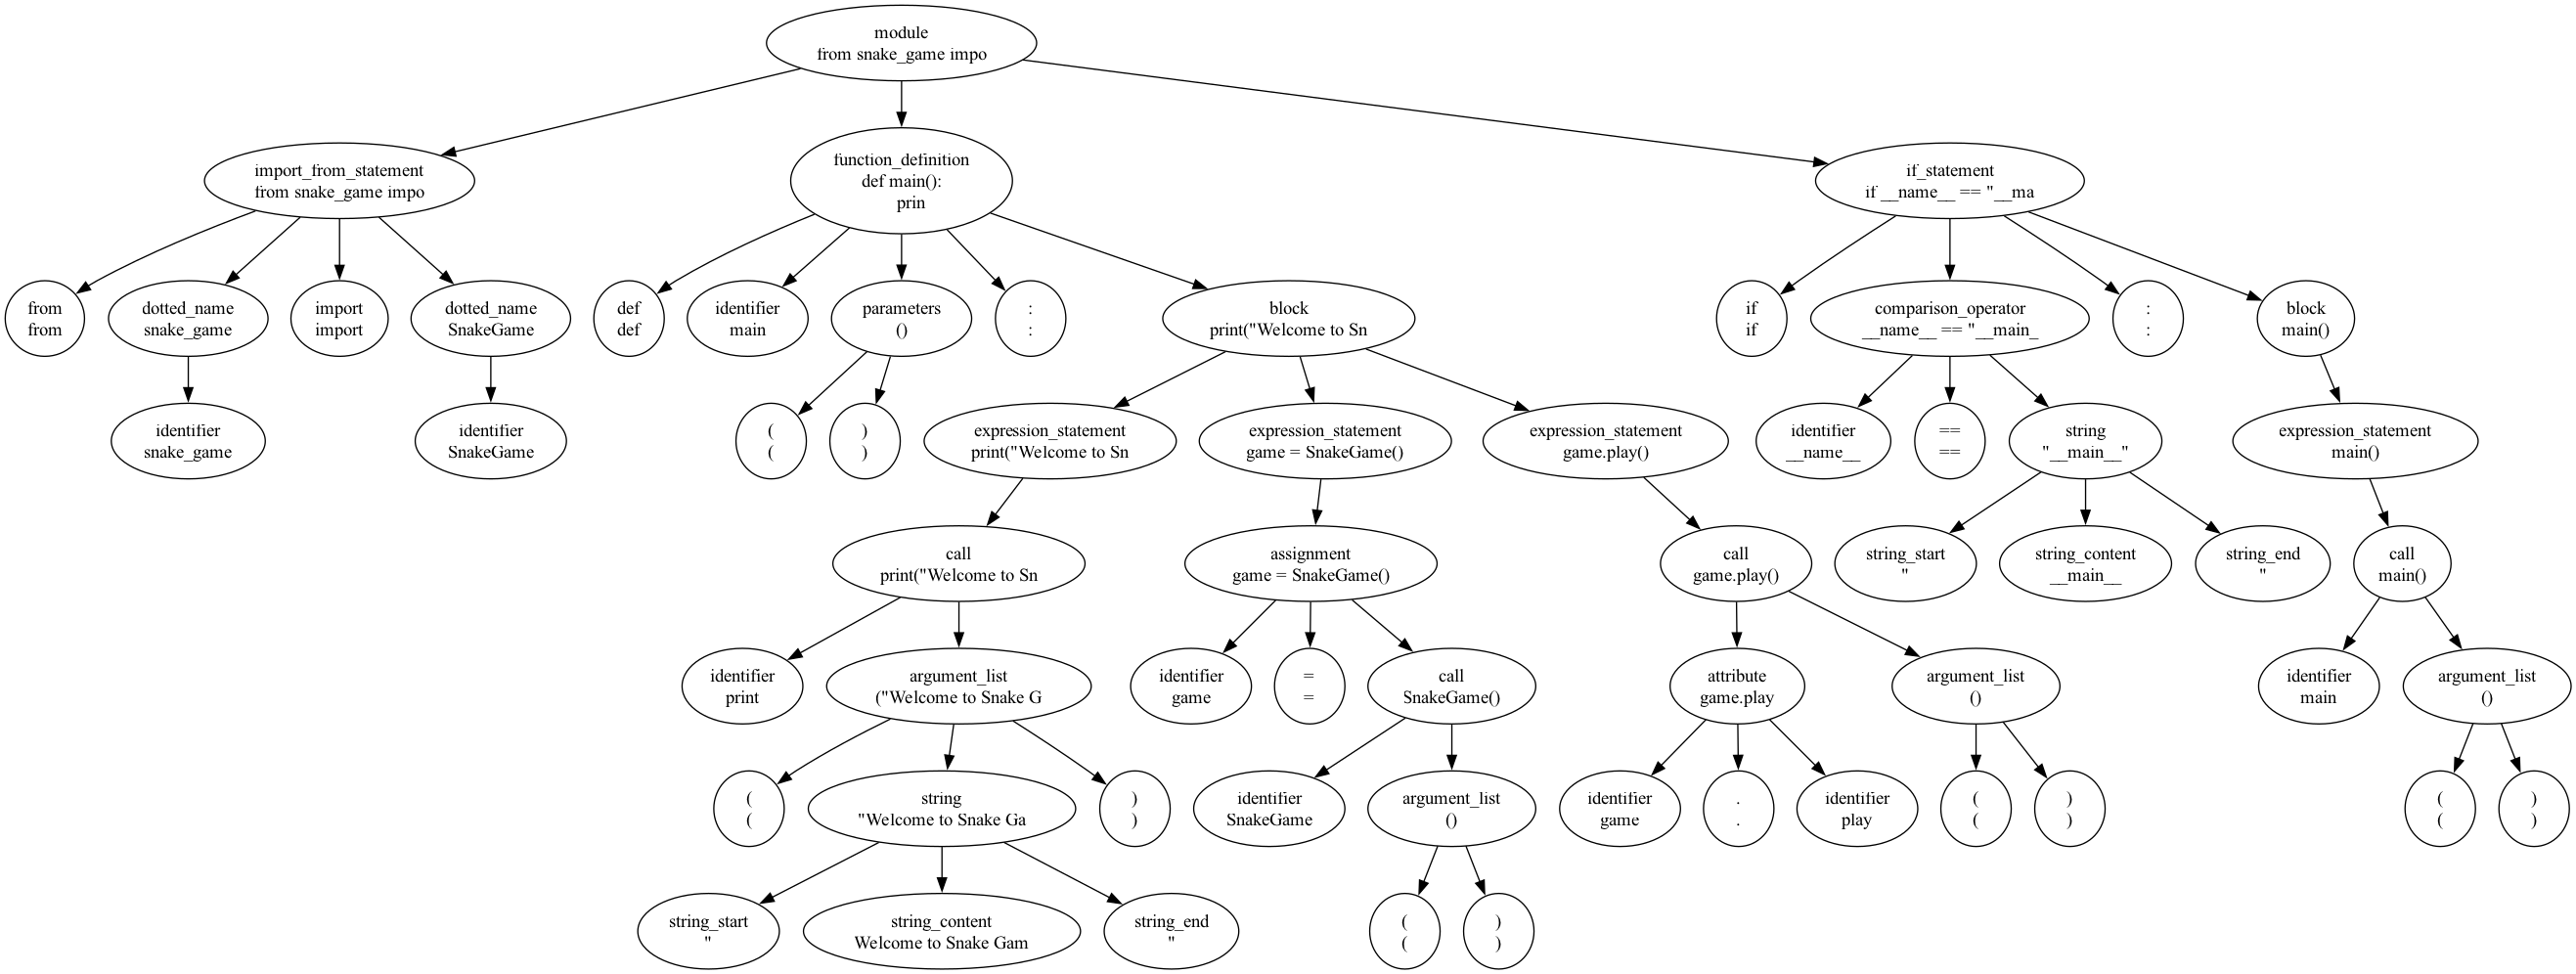 module
from snake_game impo
import_from_statement
from snake_game impo
function_definition
def main():
prin
if_statement
if __name__ == "__ma
from
from
dotted_name
snake_game
import
import
dotted_name
SnakeGame
def
def
identifier
main
parameters
()
:
:
block
print("Welcome to Sn
if
if
comparison_operator
__name__ == "__main_
:
:
block
main()
identifier
snake_game
identifier
SnakeGame
(
(
)
)
expression_statement
print("Welcome to Sn
expression_statement
game = SnakeGame()
expression_statement
game.play()
identifier
__name__
==
==
string
"__main__"
expression_statement
main()
call
print("Welcome to Sn
assignment
game = SnakeGame()
call
game.play()
string_start
"
string_content
__main__
string_end
"
call
main()
identifier
print
argument_list
("Welcome to Snake G
identifier
game
=
=
call
SnakeGame()
attribute
game.play
argument_list
()
identifier
main
argument_list
()
(
(
string
"Welcome to Snake Ga
)
)
identifier
SnakeGame
argument_list
()
identifier
game
.
.
identifier
play
(
(
)
)
(
(
)
)
string_start
"
string_content
Welcome to Snake Gam
string_end
"
(
(
)
)